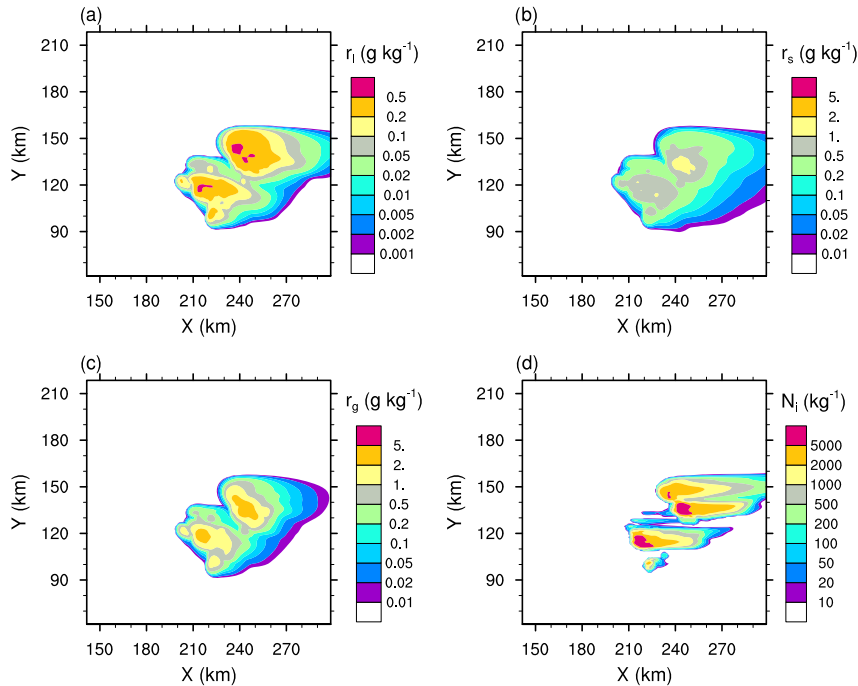 (a)
r_l (g kg⁻¹)
Y (km)
210
180
150
120
90
150 180 210 240 270
X (km)
0.5
0.2
0.1
0.05
0.02
0.01
0.005
0.002
0.001
(b)
r_s (g kg⁻¹)
Y (km)
210
180
150
120
90
150 180 210 240 270
X (km)
5.
2.
1.
0.5
0.2
0.1
0.05
0.02
0.01
(c)
r_g (g kg⁻¹)
Y (km)
210
180
150
120
90
150 180 210 240 270
X (km)
5.
2.
1.
0.5
0.2
0.1
0.05
0.02
0.01
(d)
N_i (kg⁻¹)
Y (km)
210
180
150
120
90
150 180 210 240 270
X (km)
5000
2000
1000
500
200
100
50
20
10